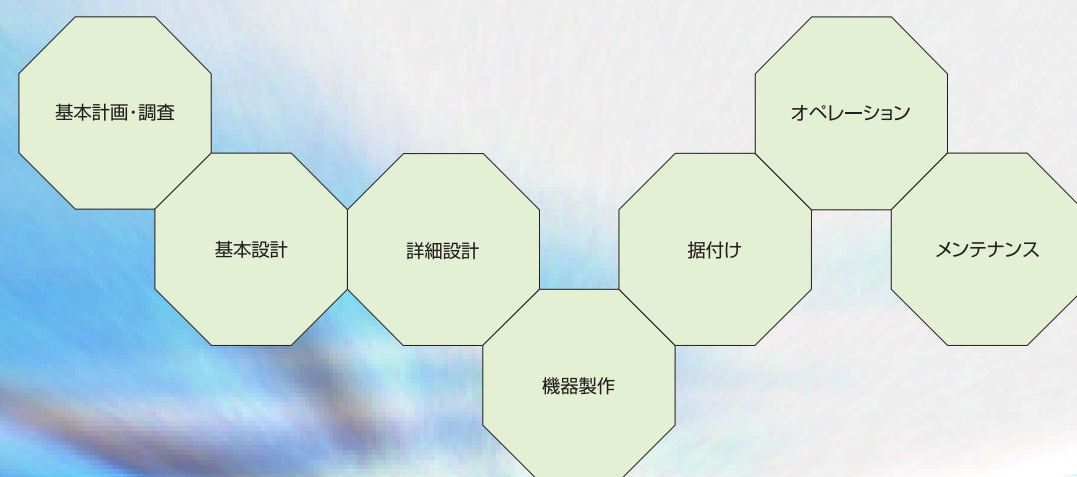 基本計画・調査
基本設計
詳細設計
機器製作
据付け
オペレーション
メンテナンス